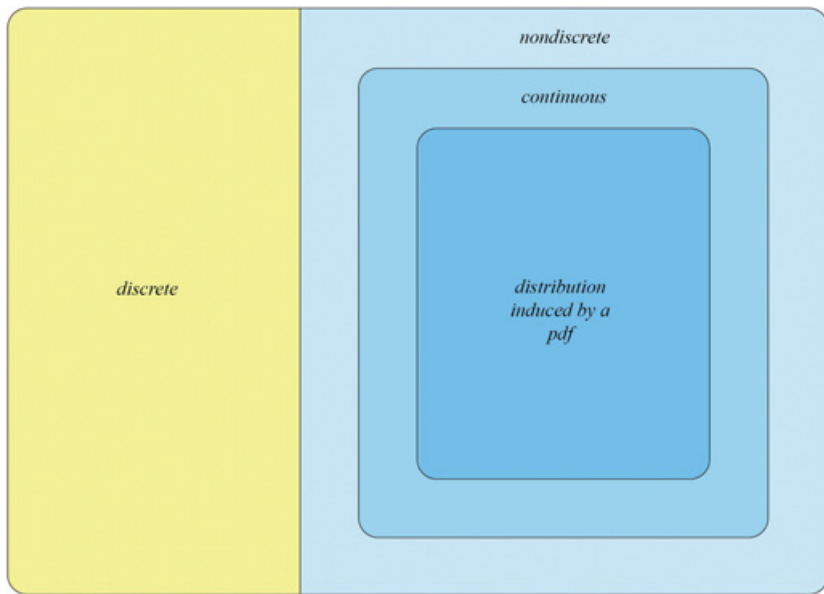 nondiscrete
continuous
discrete
distribution
induced by a
pdf